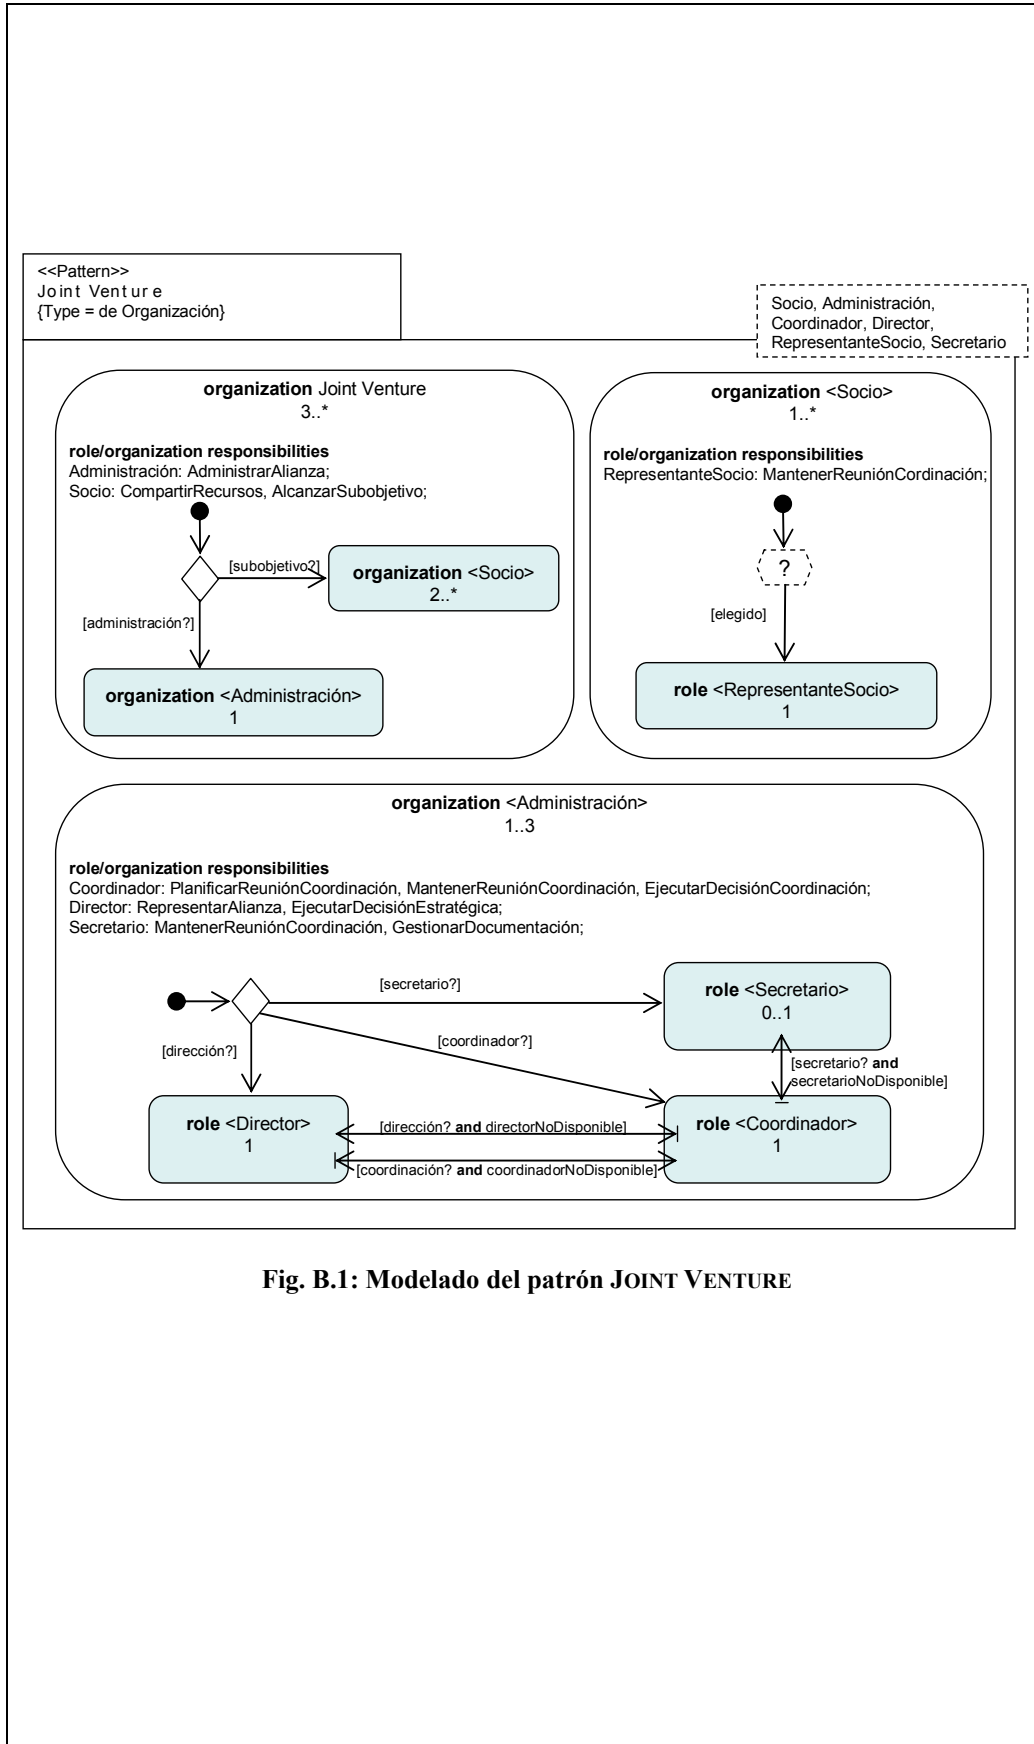 <<Pattern>>
Joint Venture
{Type = de Organización}
Socio, Administración,
Coordinador, Director,
RepresentanteSocio, Secretario
organization Joint Venture
3..*
role/organization responsibilities
Administración: AdministrarAlianza;
Socio: CompartirRecursos, AlcanzarSubobjetivo;
[subobjetivo?]
organization <Socio>
2..*
[administración?]
organization <Administración>
1
organization <Socio>
1..*
role/organization responsibilities
RepresentanteSocio: MantenerReuniónCordinación;
?
[elegido]
role <RepresentanteSocio>
1
organization <Administración>
1..3
role/organization responsibilities
Coordinador: PlanificarReuniónCoordinación, MantenerReuniónCoordinación, EjecutarDecisiónCoordinación;
Director: RepresentarAlianza, EjecutarDecisiónEstratégica;
Secretario: MantenerReuniónCoordinación, GestionarDocumentación;
[secretario?]
role <Secretario>
0..1
[coordinador?]
[dirección?]
[secretario? and
secretarioNoDisponible]
role <Director>
1
[dirección? and directorNoDisponible]
[coordinación? and coordinadorNoDisponible]
role <Coordinador>
1
Fig. B.1: Modelado del patrón JOINT VENTURE